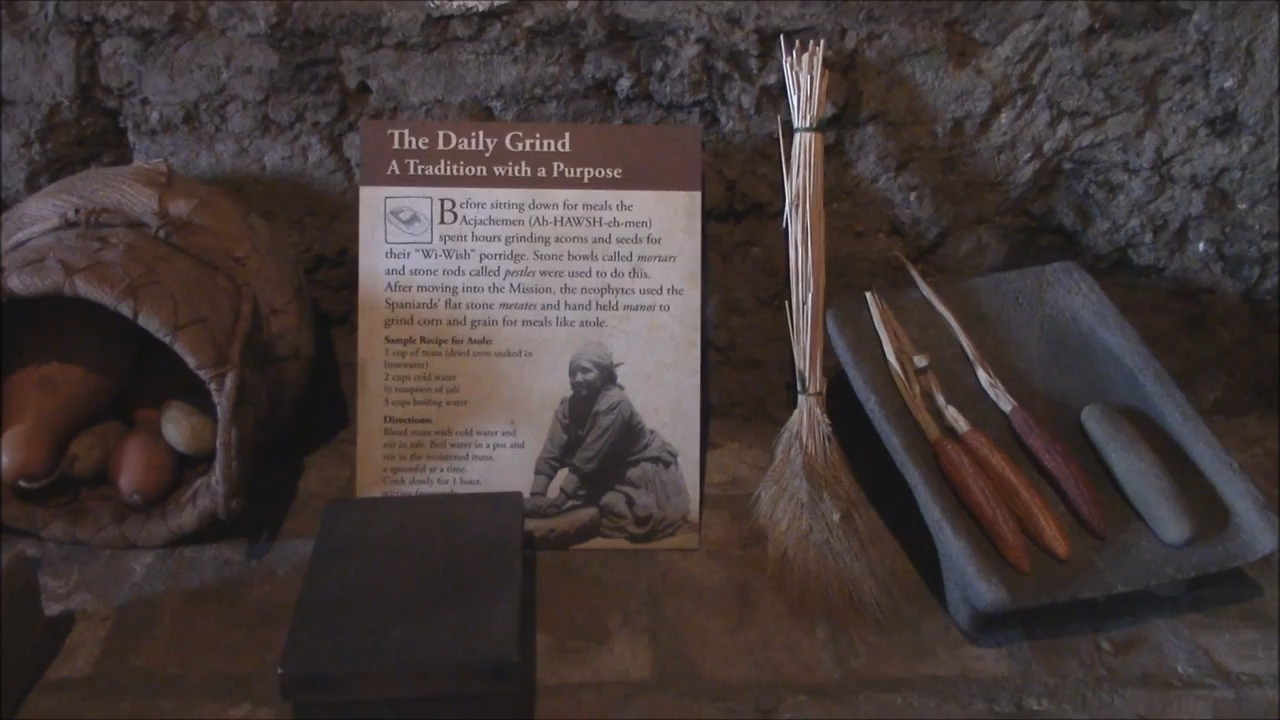 The Daily Grind
A Tradition with a Purpose
Before sitting down for meals the
Acjachemen (Ah-HAWSH-eh-men)
spent hours grinding acorns and seeds for
their “Wi-Wish” porridge. Stone bowls called mortars
and stone rods called pestles were used to do this.
After moving into the Mission, the neophytes used the
Spaniards' flat stone metates and hand held manos to
grind corn and grain for meals like atole.
Sample Recipe for Atole:
1 cup of masa (dried corn soaked in
limewater)
2 cups cold water
½ teaspoon of salt
3 cups boiling water
Directions:
Blend masa with cold water and
stir in salt. Boil water in a pot and
stir in the moistened masa,
a spoonful at a time.
Cook slowly for 1 hour,